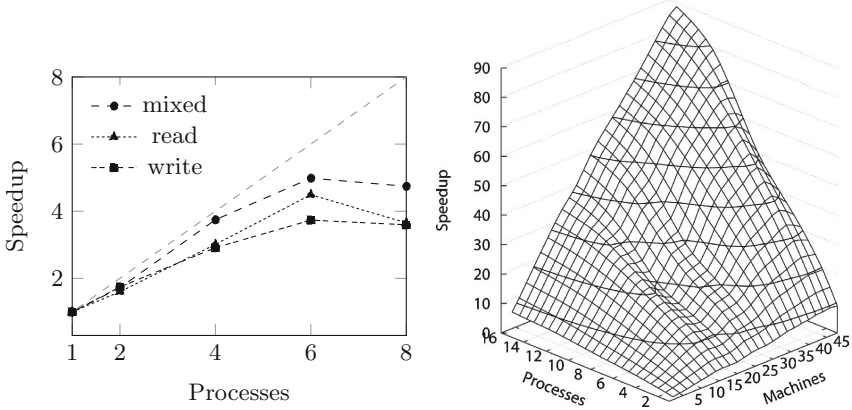 8
6
4
2
Speedup
mixed
read
write
1 2 4 6 8
Processes
90
80
70
60
50
40
30
20
10
0
Speedup
16 14 12 10 8 6 4 2
Processes
5 10 15 20 25 30 35 40 45
Machines